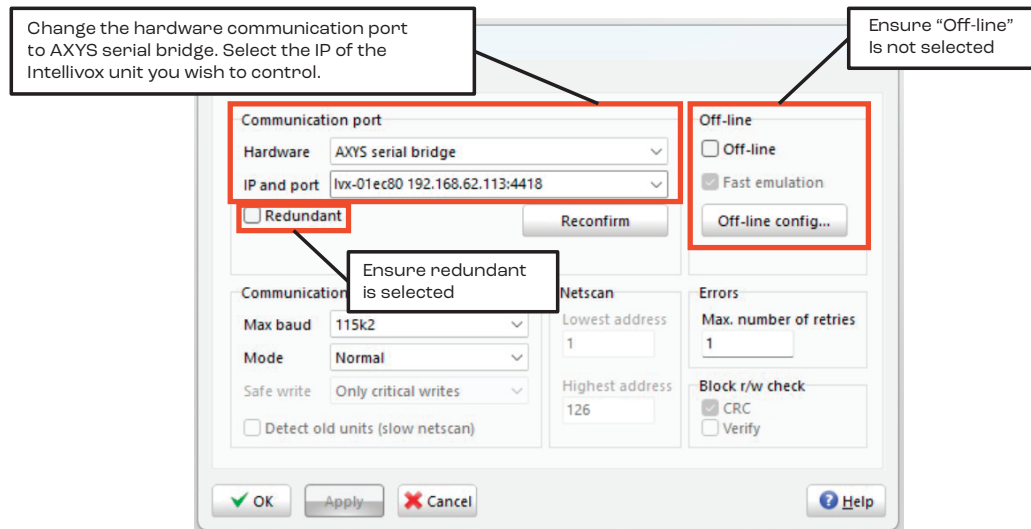 Change the hardware communication port
to AXYS serial bridge. Select the IP of the
Intellivox unit you wish to control.
Ensure “Off-line”
Is not selected
Communication port
Hardware
AXYS serial bridge
IP and port
lvx-01ec80 192.168.62.113:4418
Redundant
Reconfirm
Off-line
Off-line
Fast emulation
Off-line config...
Ensure redundant
is selected
Communication
Max baud
115k2
Mode
Normal
Safe write
Only critical writes
Detect old units (slow netscan)
Netscan
Lowest address
1
Highest address
126
Errors
Max. number of retries
1
Block r/w check
CRC
Verify
OK
Apply
Cancel
Help